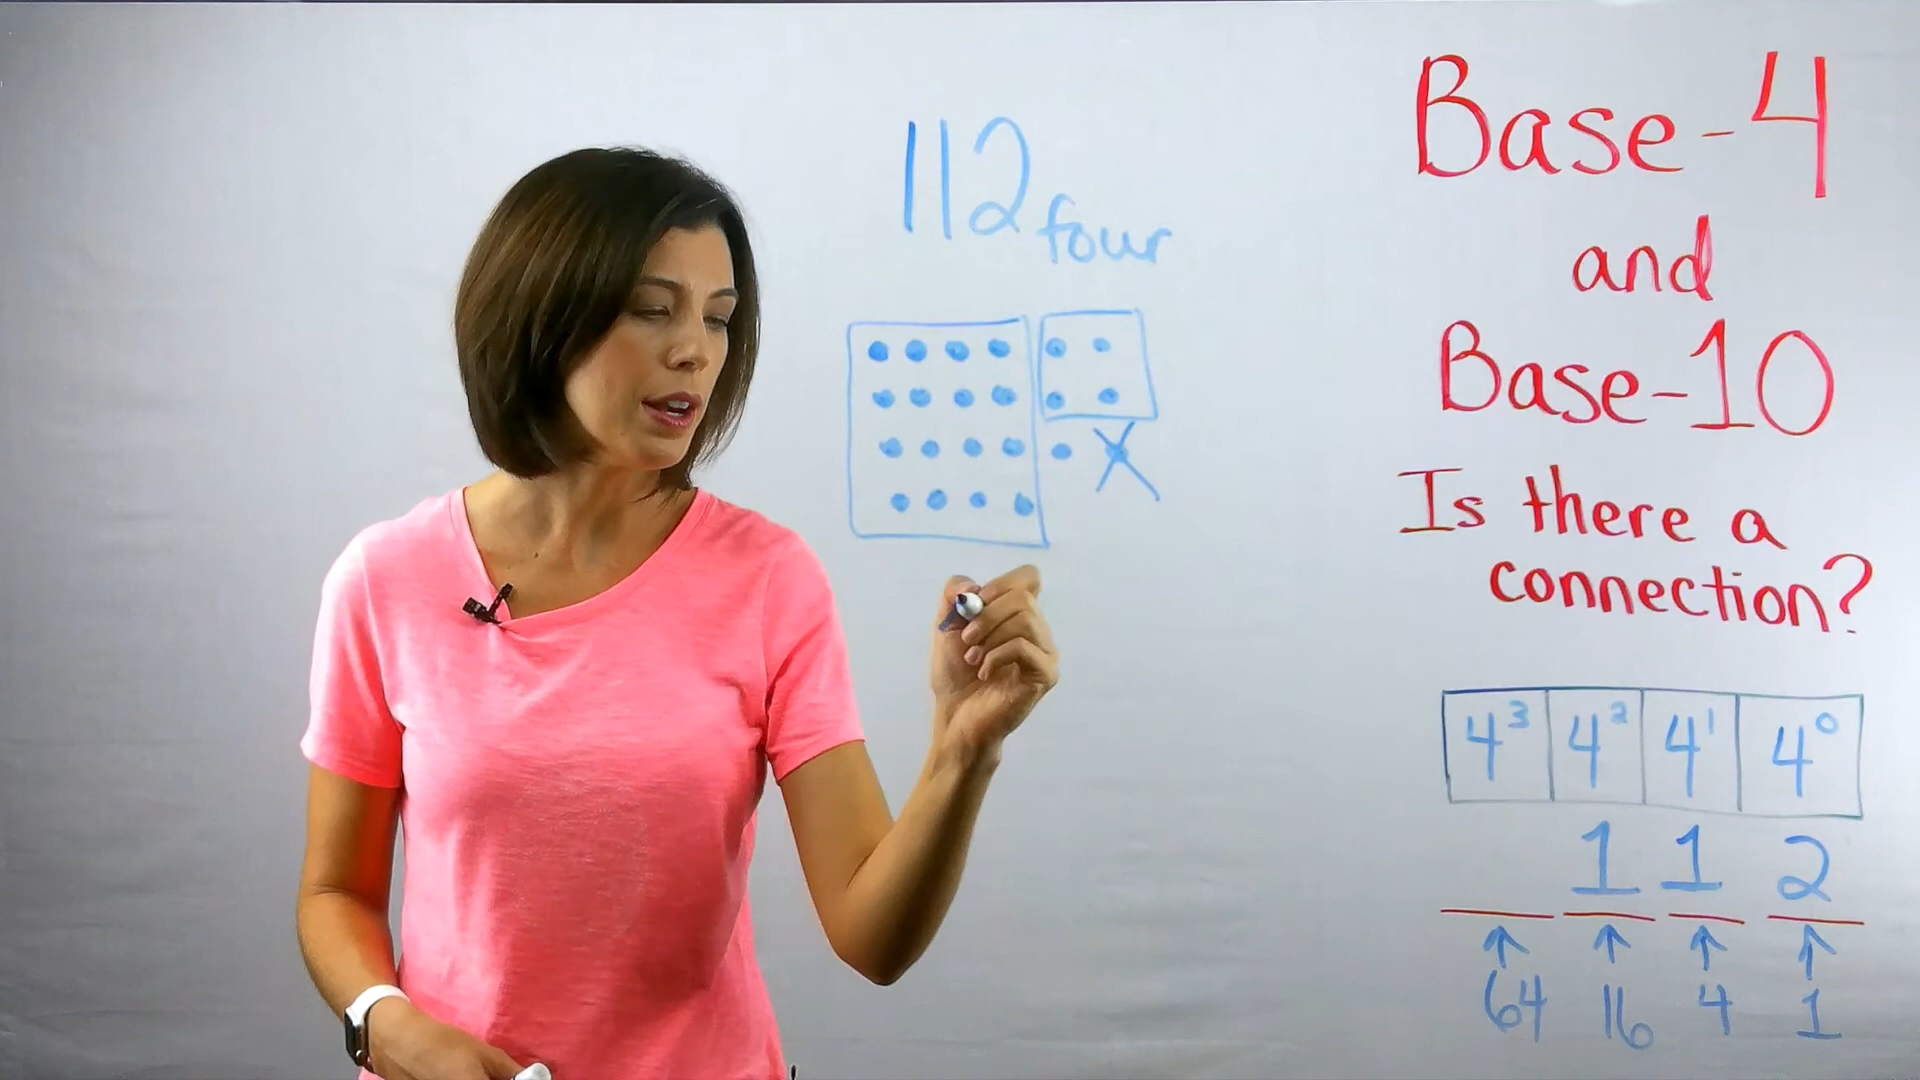 112four
Base-4
and
Base-10
Is there a
connection?
4³ 4² 4¹ 4⁰
1 1 2
↑ ↑ ↑ ↑
64 16 4 1